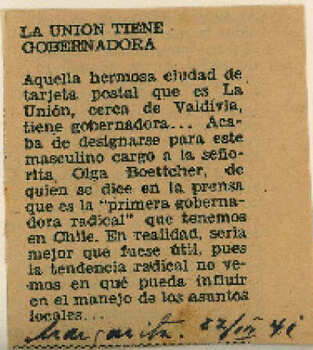 LA UNION TIENE
GOBERNADORA
Aquella hermosa ciudad de
tarjeta postal que es La
Unión, cerca de Valdivia,
tiene gobernadora... Aca-
ba de designarse para este
masculino cargo a la seño-
rita, Olga Boettcher, de
quien se dice en la prensa
que es la "primera goberna-
dora radical" que tenemos
en Chile. En realidad, sería
mejor que fuese útil, pues
la tendencia radical no ve-
mos en qué pueda influir
en el manejo de los asuntos
locales...
Margarita.